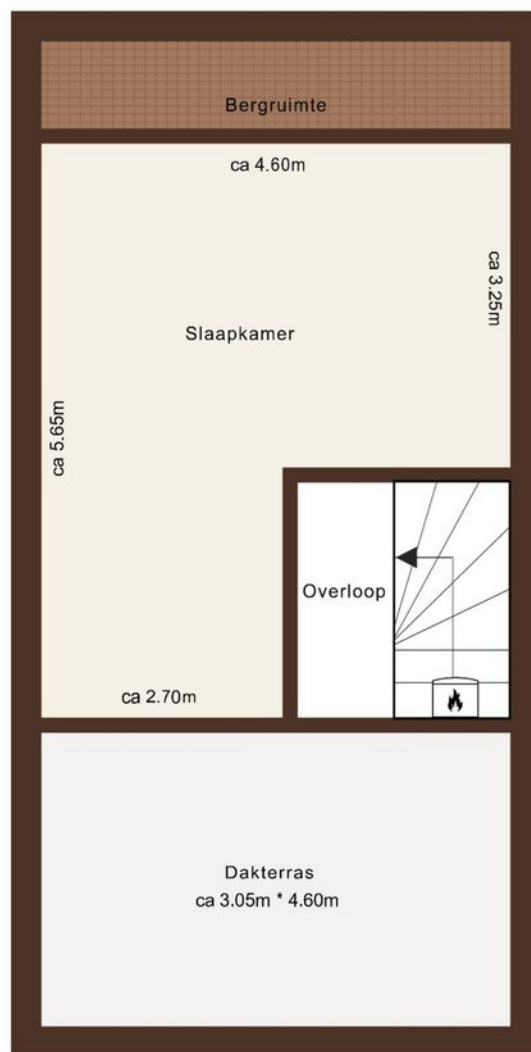 Bergruimte
ca 4.60m
ca 3.25m
Slaapkamer
ca 5.65m
Overloop
ca 2.70m
Dakterras
ca 3.05m * 4.60m